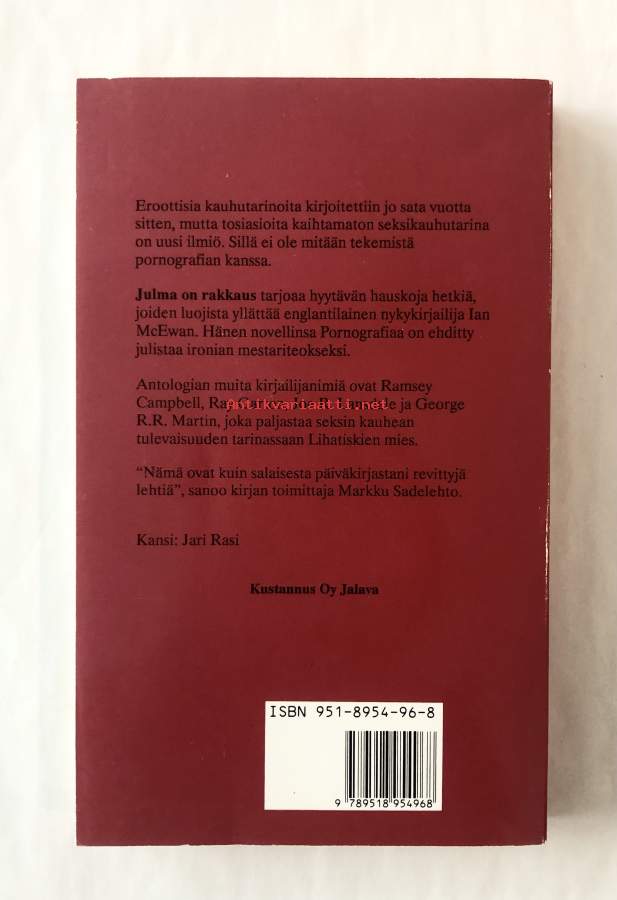 Eroottisia kauhutarinoita kirjoitettiin jo sata vuotta
sitten, mutta tosiasioita kaihtamaton seksikauhutarina
on uusi ilmiö. Sillä ei ole mitään tekemistä
pornografian kanssa.
Julma on rakkaus tarjoaa hyytävän hauskoja hetkiä,
joiden luojista yllättää englantilainen nykykirjailija Ian
McEwan. Hänen novellinsa Pornografiaa on ehditty
julistaa ironian mestariteokseksi.
Antologian muita kirjailijanimiä ovat Ramsey
Campbell, Ray ja George
antikvariaatti.net
R.R. Martin, joka paljastaa seksin kauhean
tulevaisuuden tarinassaan Lihatiskien mies.
“Nämä ovat kuin salaisesta päiväkirjastani revittyjä
lehtiä”, sanoo kirjan toimittaja Markku Sadelehto.
Kansi: Jari Rasi
Kustannus Oy Jalava
ISBN 951-8954-96-8
9 789518 954968